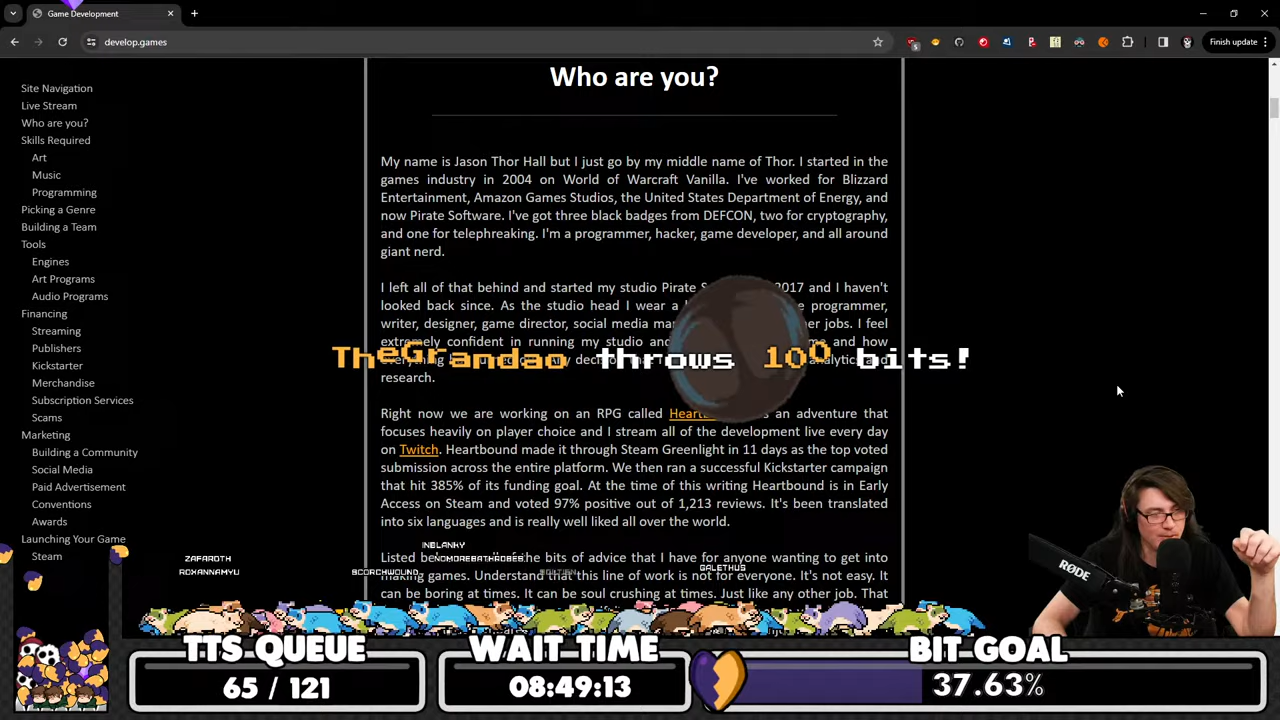 Game Development
develop.games
Finish update
Site Navigation
Live Stream
Who are you?
Skills Required
Art
Music
Programming
Picking a Genre
Building a Team
Tools
Engines
Art Programs
Audio Programs
Financing
Streaming
Publishers
Kickstarter
Merchandise
Subscription Services
Scams
Marketing
Building a Community
Social Media
Paid Advertisement
Conventions
Awards
Launching Your Game
Steam
Who are you?
My name is Jason Thor Hall but I just go by my middle name of Thor. I started in the
games industry in 2004 on World of Warcraft Vanilla. I've worked for Blizzard
Entertainment, Amazon Games Studios, the United States Department of Energy, and
now Pirate Software. I've got three black badges from DEFCON, two for cryptography,
and one for telephreaking. I'm a programmer, hacker, game developer, and all around
giant nerd.
I left all of that behind and started my studio Pirate 2017 and I haven't
looked back since. As the studio head I wear a programmer,
writer, designer, game director, social media jobs. I feel
extremely confident in running my studio and how
research.
TheGrandao throws 100 bits!
Right now we are working on an RPG called an adventure that
focuses heavily on player choice and I stream all of the development live every day
on Twitch. Heartbound made it through Steam Greenlight in 11 days as the top voted
submission across the entire platform. We then ran a successful Kickstarter campaign
that hit 385% of its funding goal. At the time of this writing Heartbound is in Early
Access on Steam and voted 97% positive out of 1,213 reviews. It's been translated
into six languages and is really well liked all over the world.
Listed the bits of advice that I have for anyone wanting to get into
making games. Understand that this line of work is not for everyone. It's not easy. It
can be boring at times. It can be soul crushing at times. Just like any other job. That
ZAFAROTH
ROXANNAMYU
INBLANKY
NOMOREBATHROBES
SCORCHWOUND
GALETHUS
RØDE
TTS QUEUE
65 / 121
WAIT TIME
08:49:13
BIT GOAL
37.63%